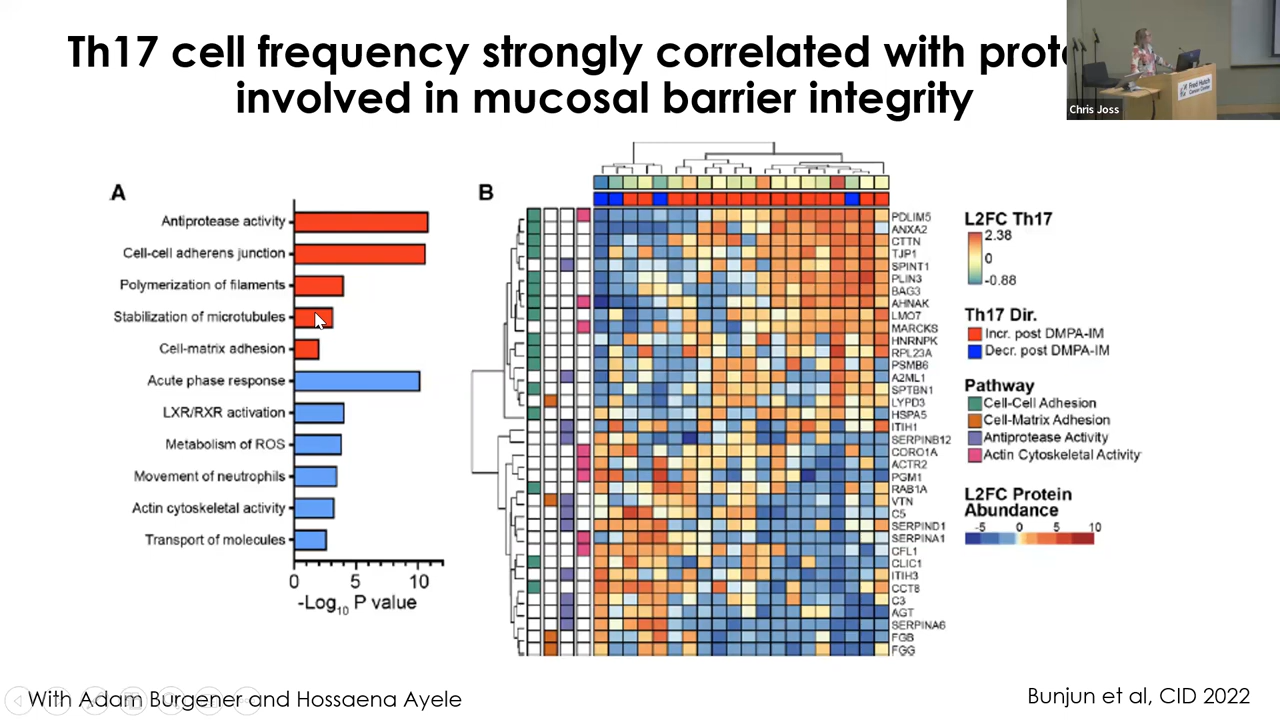 Th17 cell frequency strongly correlated with prote
involved in mucosal barrier integrity
Chris Joss
Fred Hutch
Cancer Center
A
Antiprotease activity
Cell-cell adherens junction
Polymerization of filaments
Stabilization of microtubules
Cell-matrix adhesion
Acute phase response
LXR/RXR activation
Metabolism of ROS
Movement of neutrophils
Actin cytoskeletal activity
Transport of molecules
0 5 10
-Log10 P value
B
PDLIM5
ANXA2
CTTN
TJP1
SPINT1
PLIN3
BAG3
AHNAK
LMO7
MARCKS
HNRNPK
RPL23A
PSMB6
A2ML1
SPTBN1
LYPD3
HSPA5
ITIH1
SERPINB12
CORO1A
ACTR2
PGM1
RAB1A
VTN
C5
SERPIND1
SERPINA1
CFL1
CLIC1
ITIH3
CCT8
C3
AGT
SERPINA6
FGB
FGG
L2FC Th17
2.38
0
-0.88
Th17 Dir.
Incr. post DMPA-IM
Decr. post DMPA-IM
Pathway
Cell-Cell Adhesion
Cell-Matrix Adhesion
Antiprotease Activity
Actin Cytoskeletal Activity
L2FC Protein
Abundance
-5 0 5 10
With Adam Burgener and Hossaena Ayele
Bunjun et al, CID 2022